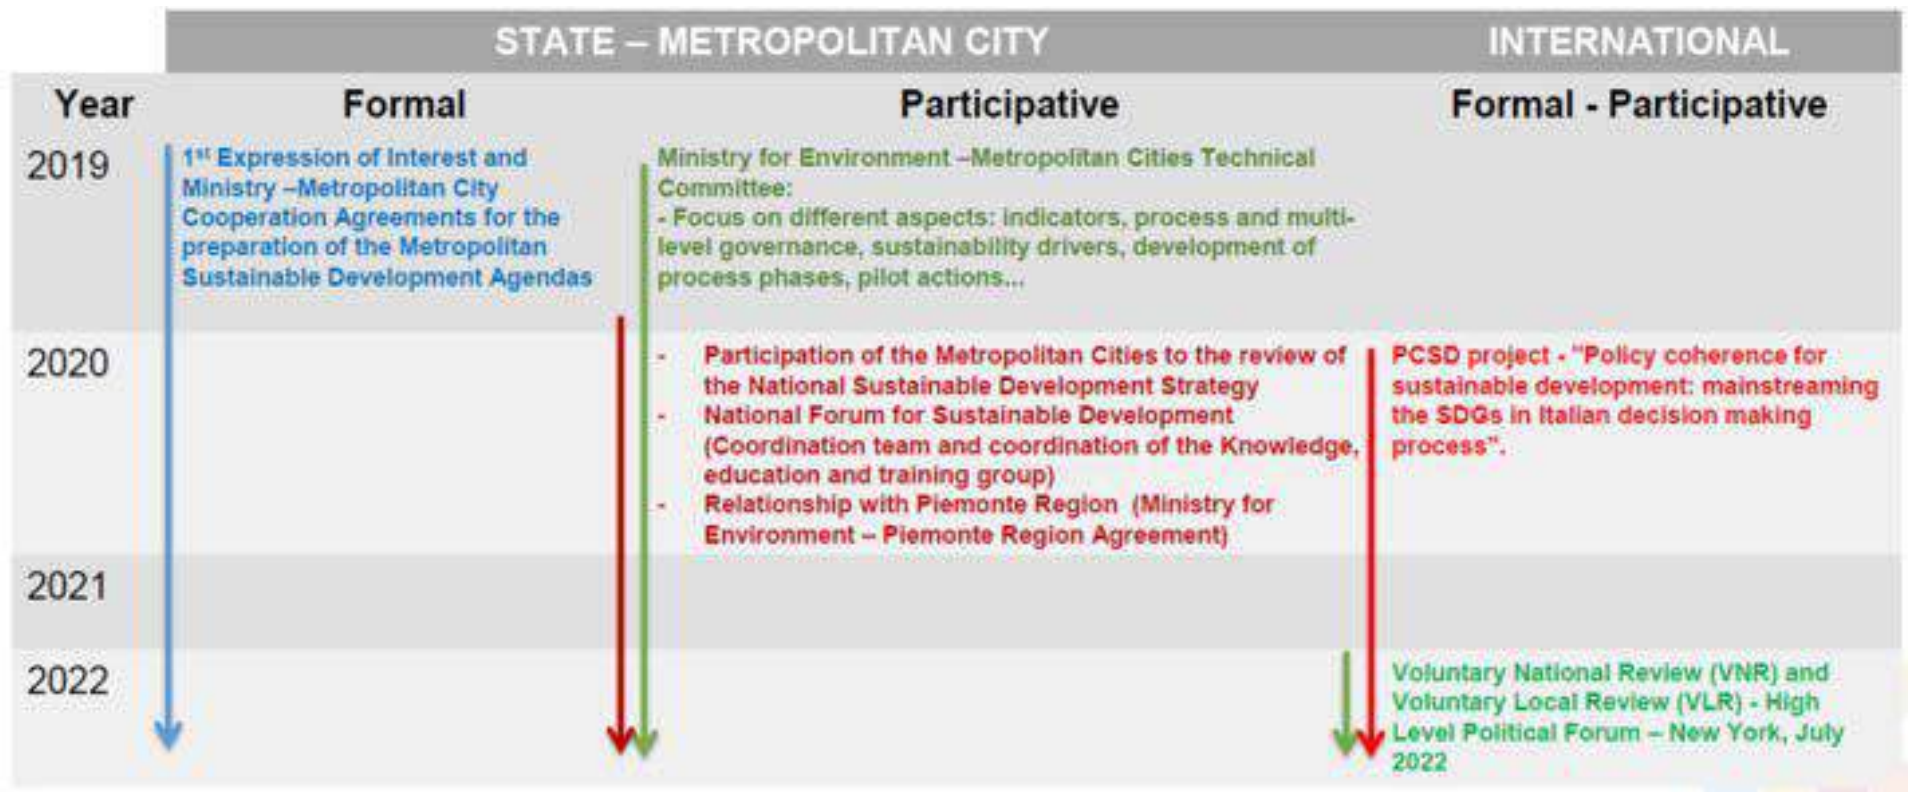 STATE – METROPOLITAN CITY
INTERNATIONAL
Year
Formal
Participative
Formal - Participative
2019
1st Expression of Interest and
Ministry –Metropolitan City
Cooperation Agreements for the
preparation of the Metropolitan
Sustainable Development Agendas
Ministry for Environment –Metropolitan Cities Technical
Committee:
- Focus on different aspects: indicators, process and multi-
level governance, sustainability drivers, development of
process phases, pilot actions...
2020
- Participation of the Metropolitan Cities to the review of
the National Sustainable Development Strategy
- National Forum for Sustainable Development
(Coordination team and coordination of the Knowledge,
education and training group)
- Relationship with Piemonte Region (Ministry for
Environment – Piemonte Region Agreement)
PCSD project - "Policy coherence for
sustainable development: mainstreaming
the SDGs in Italian decision making
process".
2021
2022
Voluntary National Review (VNR) and
Voluntary Local Review (VLR) - High
Level Political Forum – New York, July
2022